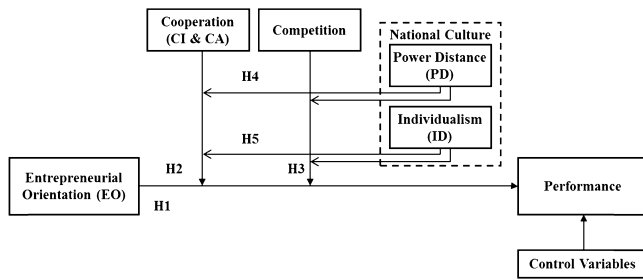 Cooperation
(CI & CA)
Competition
National Culture
Power Distance
(PD)
H4
Individualism
(ID)
H5
H2
H3
Entrepreneurial
Orientation (EO)
H1
Performance
Control Variables